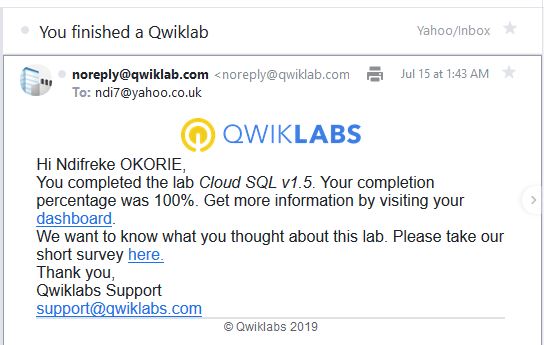 You finished a Qwiklab
Yahoo/Inbox
noreply@qwiklab.com <noreply@qwiklab.com
Jul 15 at 1:43 AM
To: ndi7@yahoo.co.uk
QWIKLABS
Hi Ndifreke OKORIE,
You completed the lab Cloud SQL v1.5. Your completion
percentage was 100%. Get more information by visiting your
dashboard.
We want to know what you thought about this lab. Please take our
short survey here.
Thank you,
Qwiklabs Support
support@qwiklabs.com
© Qwiklabs 2019